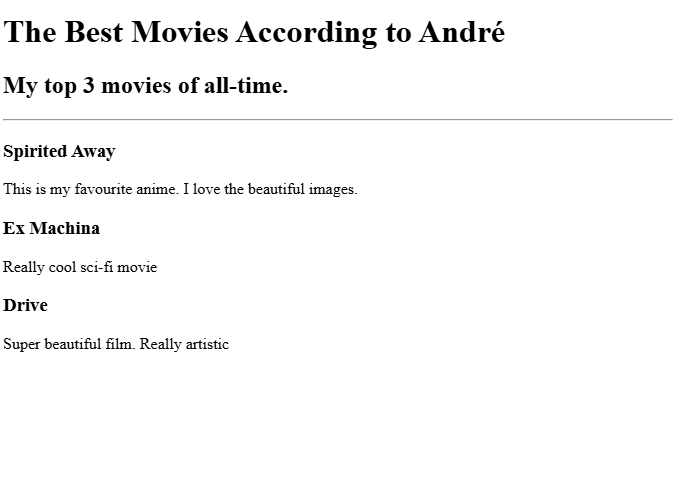 The Best Movies According to André
My top 3 movies of all-time.
Spirited Away
This is my favourite anime. I love the beautiful images.
Ex Machina
Really cool sci-fi movie
Drive
Super beautiful film. Really artistic